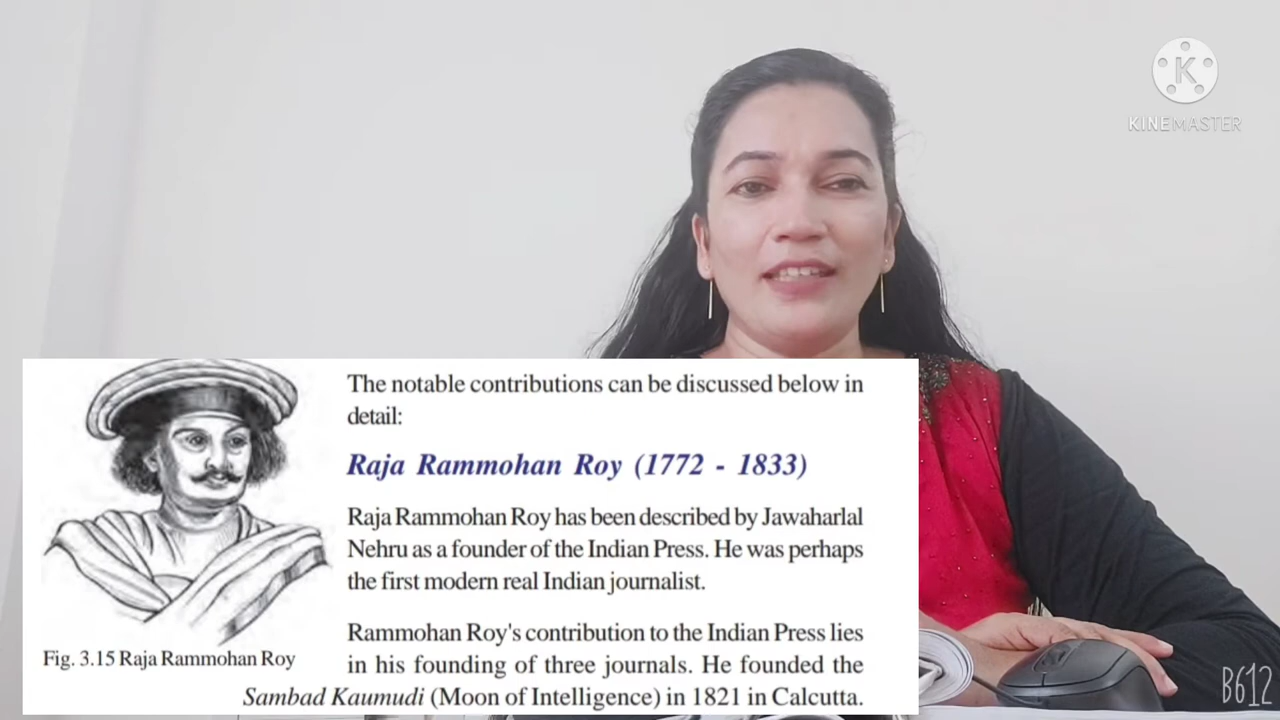 KINEMASTER
The notable contributions can be discussed below in
detail:
Raja Rammohan Roy (1772 - 1833)
Raja Rammohan Roy has been described by Jawaharlal
Nehru as a founder of the Indian Press. He was perhaps
the first modern real Indian journalist.
Rammohan Roy's contribution to the Indian Press lies
Fig. 3.15 Raja Rammohan Roy
in his founding of three journals. He founded the
Sambad Kaumudi (Moon of Intelligence) in 1821 in Calcutta.
B612